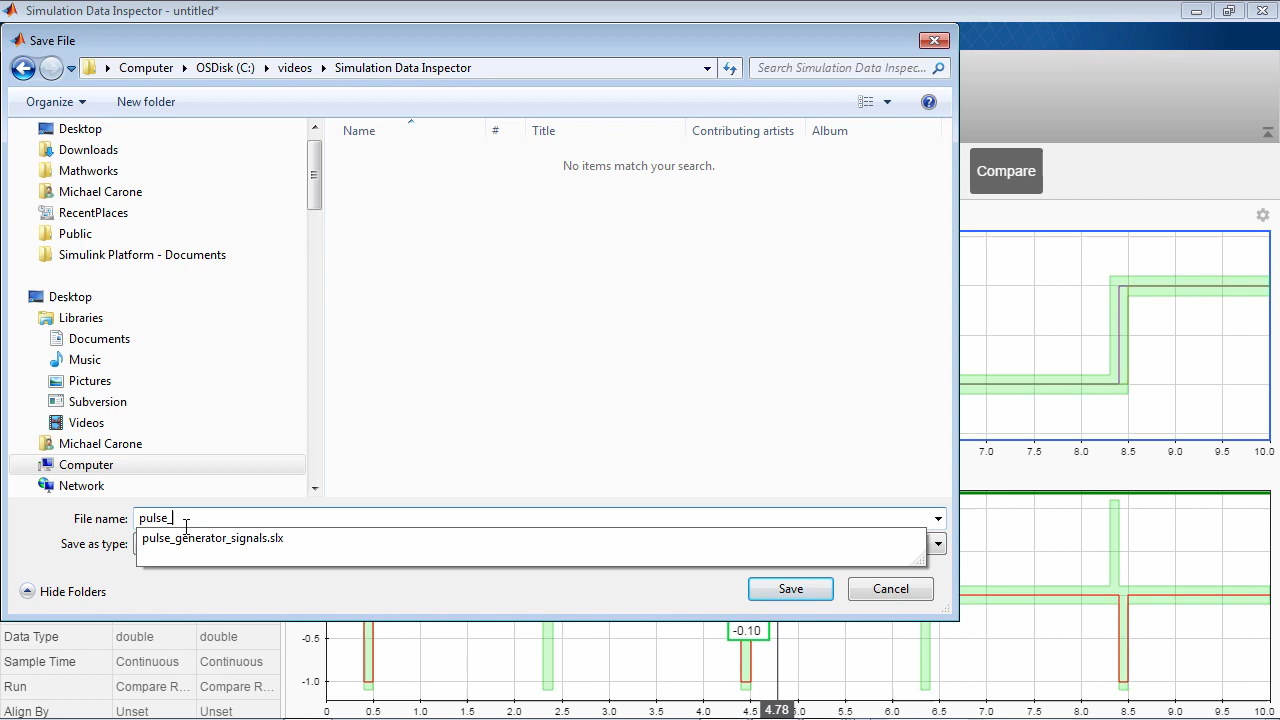 Simulation Data Inspector - untitled*
Save File
Computer OSDisk (C:) videos Simulation Data Inspector
Search Simulation Data Inspec...
Organize New folder
Name # Title Contributing artists Album
No items match your search.
Desktop
Downloads
Mathworks
Michael Carone
RecentPlaces
Public
Simulink Platform - Documents
Desktop
Libraries
Documents
Music
Pictures
Subversion
Videos
Michael Carone
Computer
Network
File name: pulse_
Save as type:
pulse_generator_signals.slx
Hide Folders
Save Cancel
Compare
7.0 7.5 8.0 8.5 9.0 9.5 10.0
Data Type double double
Sample Time Continuous Continuous
Run Compare R... Compare R...
Align By Unset Unset
-0.5
-1.0
-0.10
0 0.5 1.0 1.5 2.0 2.5 3.0 3.5 4.0 4.5 4.78 5.0 5.5 6.0 6.5 7.0 7.5 8.0 8.5 9.0 9.5 10.0